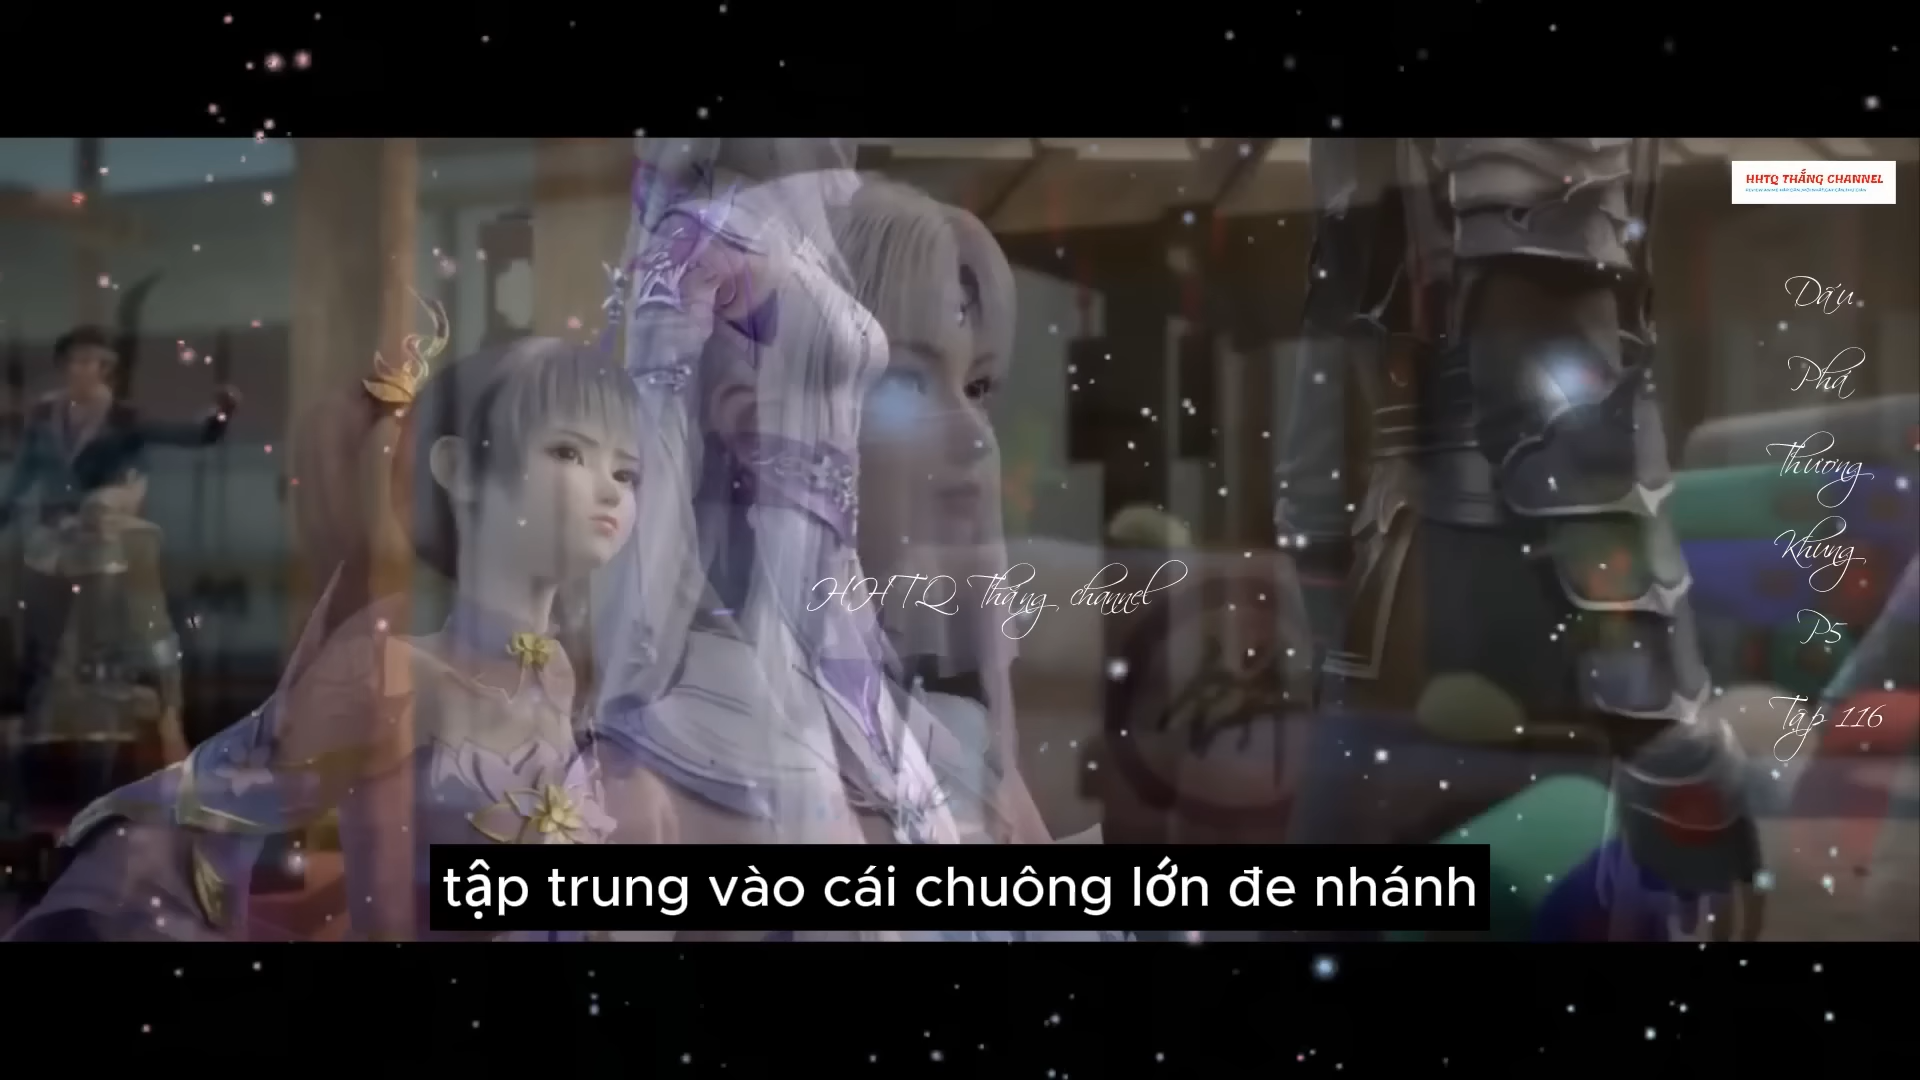 HHTQ THẮNG CHANNEL
Dấu
Phá
Thương
Khung
P5
Tập 116
HHTQ Thắng channel
tập trung vào cái chuông lớn đe nhánh